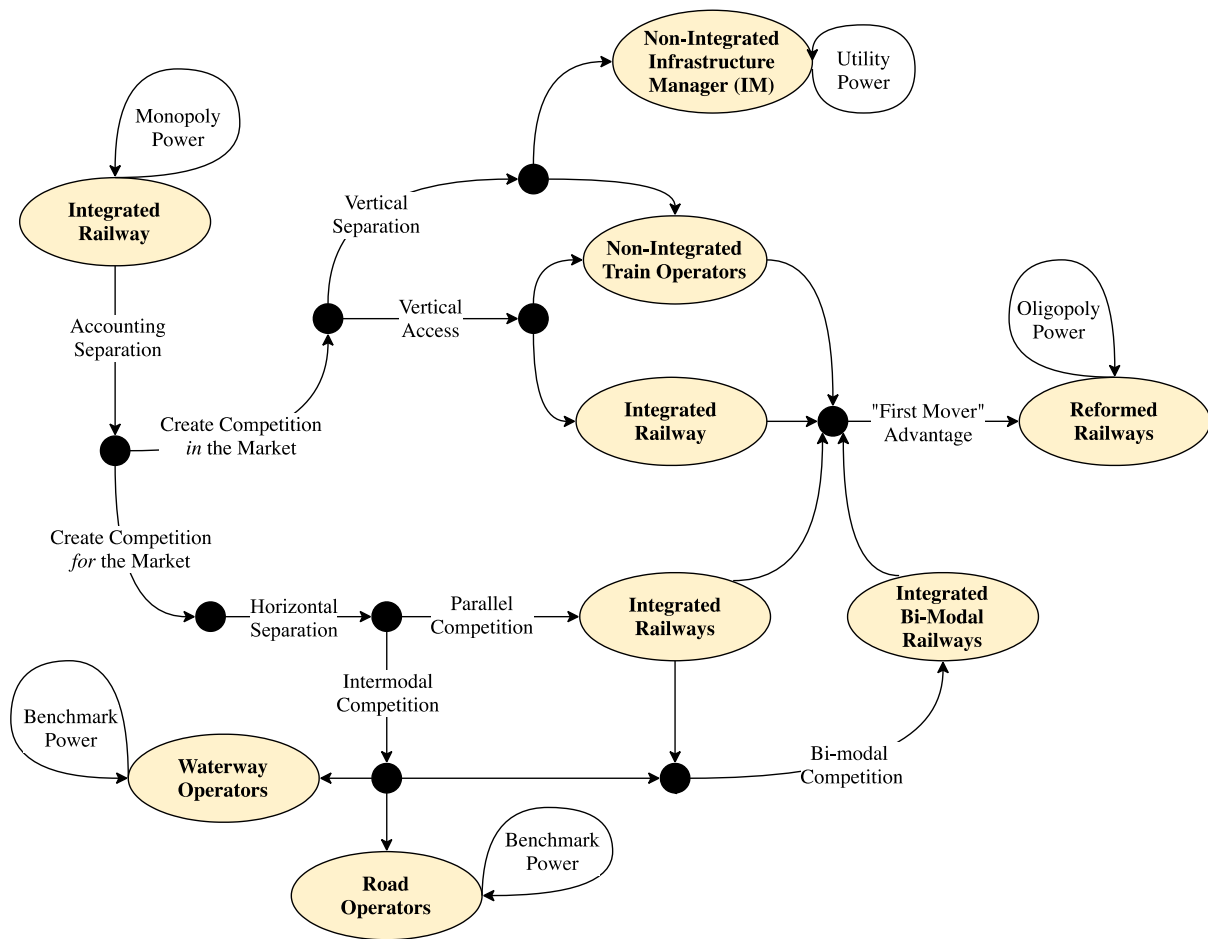 Non-Integrated
Infrastructure
Manager (IM)
Utility
Power
Monopoly
Power
Integrated
Railway
Vertical
Separation
Non-Integrated
Train Operators
Accounting
Separation
Vertical
Access
Oligopoly
Power
Create Competition
in the Market
Integrated
Railway
"First Mover"
Advantage
Reformed
Railways
Create Competition
for the Market
Horizontal
Separation
Parallel
Competition
Integrated
Railways
Integrated
Bi-Modal
Railways
Intermodal
Competition
Benchmark
Power
Waterway
Operators
Bi-modal
Competition
Benchmark
Power
Road
Operators